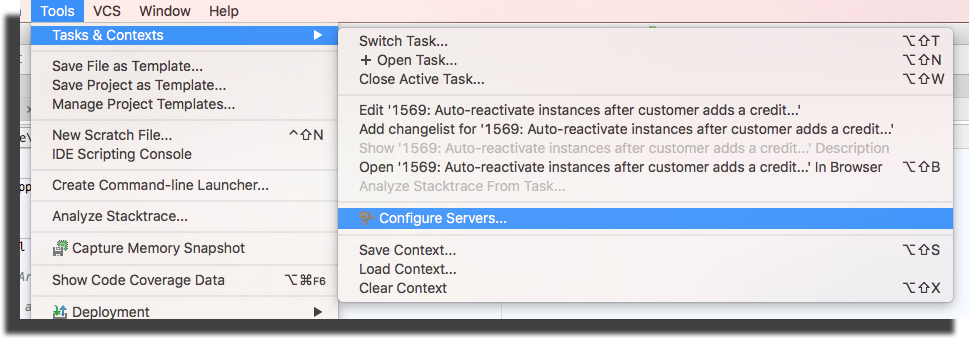 Tools VCS Window Help
Tasks & Contexts
Save File as Template...
Save Project as Template...
Manage Project Templates...
New Scratch File... ^⇧N
IDE Scripting Console
Create Command-line Launcher...
Analyze Stacktrace...
Capture Memory Snapshot
Show Code Coverage Data ⌥⌘F6
Deployment
Switch Task... ⌥⇧T
+ Open Task... ⌥⇧N
Close Active Task... ⌥⇧W
Edit '1569: Auto-reactivate instances after customer adds a credit...'
Add changelist for '1569: Auto-reactivate instances after customer adds a credit...'
Show '1569: Auto-reactivate instances after customer adds a credit...' Description
Open '1569: Auto-reactivate instances after customer adds a credit...' In Browser ⌥⇧B
Analyze Stacktrace From Task...
Configure Servers...
Save Context... ⌥⇧S
Load Context...
Clear Context ⌥⇧X